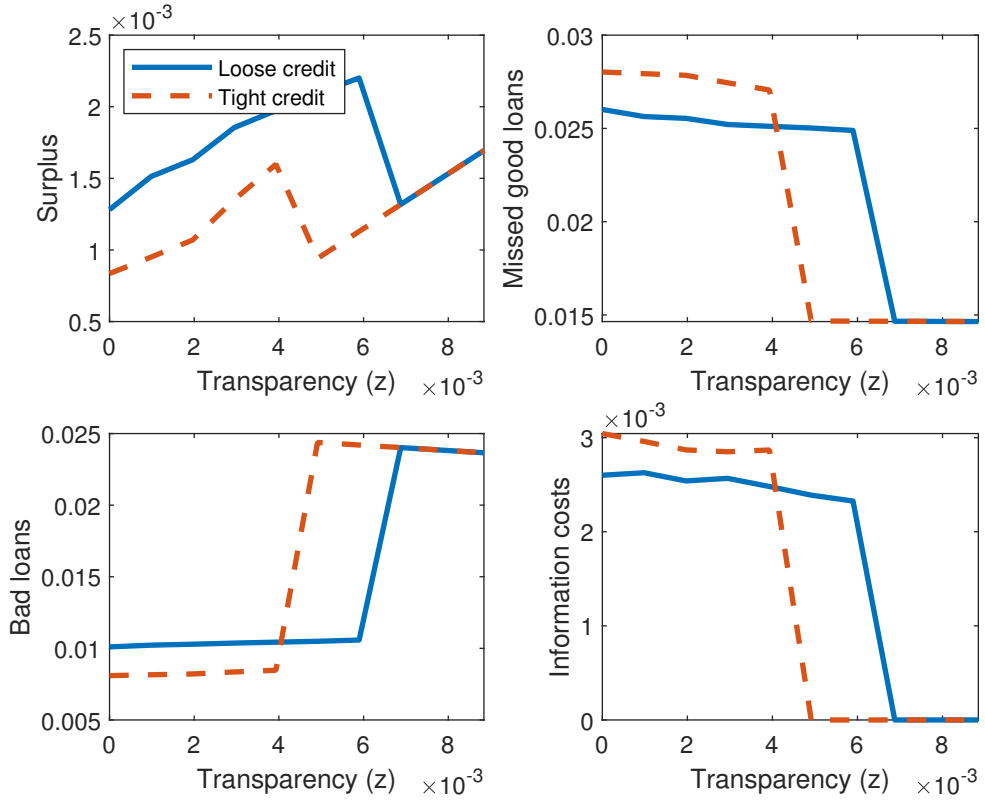 ×10-3
2.5
2
1.5
1
0.5
Surplus
Loose credit
Tight credit
0 2 4 6 8
Transparency (z) ×10-3
0.03
0.025
0.02
0.015
Missed good loans
0 2 4 6 8
Transparency (z) ×10-3
0.025
0.02
0.015
0.01
0.005
Bad loans
0 2 4 6 8
Transparency (z) ×10-3
×10-3
3
2
1
0
Information costs
0 2 4 6 8
Transparency (z) ×10-3